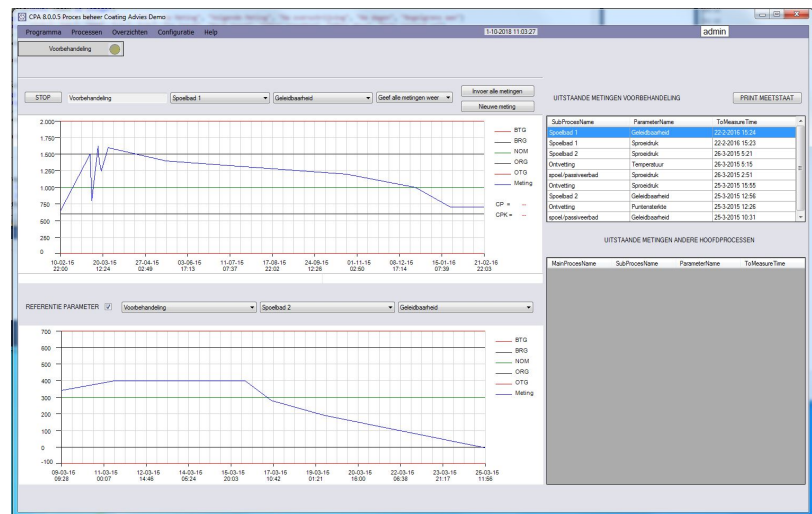 CPA 8.0.0.5 Proces beheer Coating Advies Demo
Programma Processen Overzichten Configuratie Help 1-10-2018 11:03:27 admin
Voorbehandeling
STOP Voorbehandeling Spoelbad 1 Geleidbaarheid Geef alle metingen weer Invoer alle metingen
Nieuwe meting
UITSTAANDE METINGEN VOORBEHANDELING PRINT MEETSTAAT
SubProcesName ParameterName ToMeasureTime
Spoelbad 1 Geleidbaarheid 22-2-2016 15:24
Spoelbad 1 Sproeidruk 22-2-2016 15:23
Spoelbad 2 Sproeidruk 26-3-2015 5:21
Ontvetting Temperatuur 26-3-2015 5:15
spoel/passiveerbad Sproeidruk 26-3-2015 2:51
Ontvetting Sproeidruk 25-3-2015 15:55
Spoelbad 2 Geleidbaarheid 25-3-2015 12:56
Ontvetting Puntensterkte 25-3-2015 12:26
spoel/passiveerbad Geleidbaarheid 25-3-2015 10:31
2.000
1.750
1.500
1.250
1.000
750
500
250
0
10-02-15 20-03-15 27-04-15 03-06-15 11-07-15 17-08-15 24-09-15 01-11-15 08-12-15 15-01-16 21-02-16
22:00 12:24 02:49 17:13 07:37 22:02 12:26 02:50 17:14 07:39 22:03
BTG
BRG
NOM
ORG
OTG
Meting
CP = --
CPK = --
UITSTAANDE METINGEN ANDERE HOOFDPROCESSEN
MainProcesName SubProcesName ParameterName ToMeasureTime
REFERENTIE PARAMETER Voorbehandeling Spoelbad 2 Geleidbaarheid
700
600
500
400
300
200
100
0
-100
09-03-15 11-03-15 12-03-15 14-03-15 15-03-15 17-03-15 19-03-15 20-03-15 22-03-15 23-03-15 25-03-15
09:28 00:07 14:46 05:24 20:03 10:42 01:21 16:00 06:38 21:17 11:56
BTG
BRG
NOM
ORG
OTG
Meting